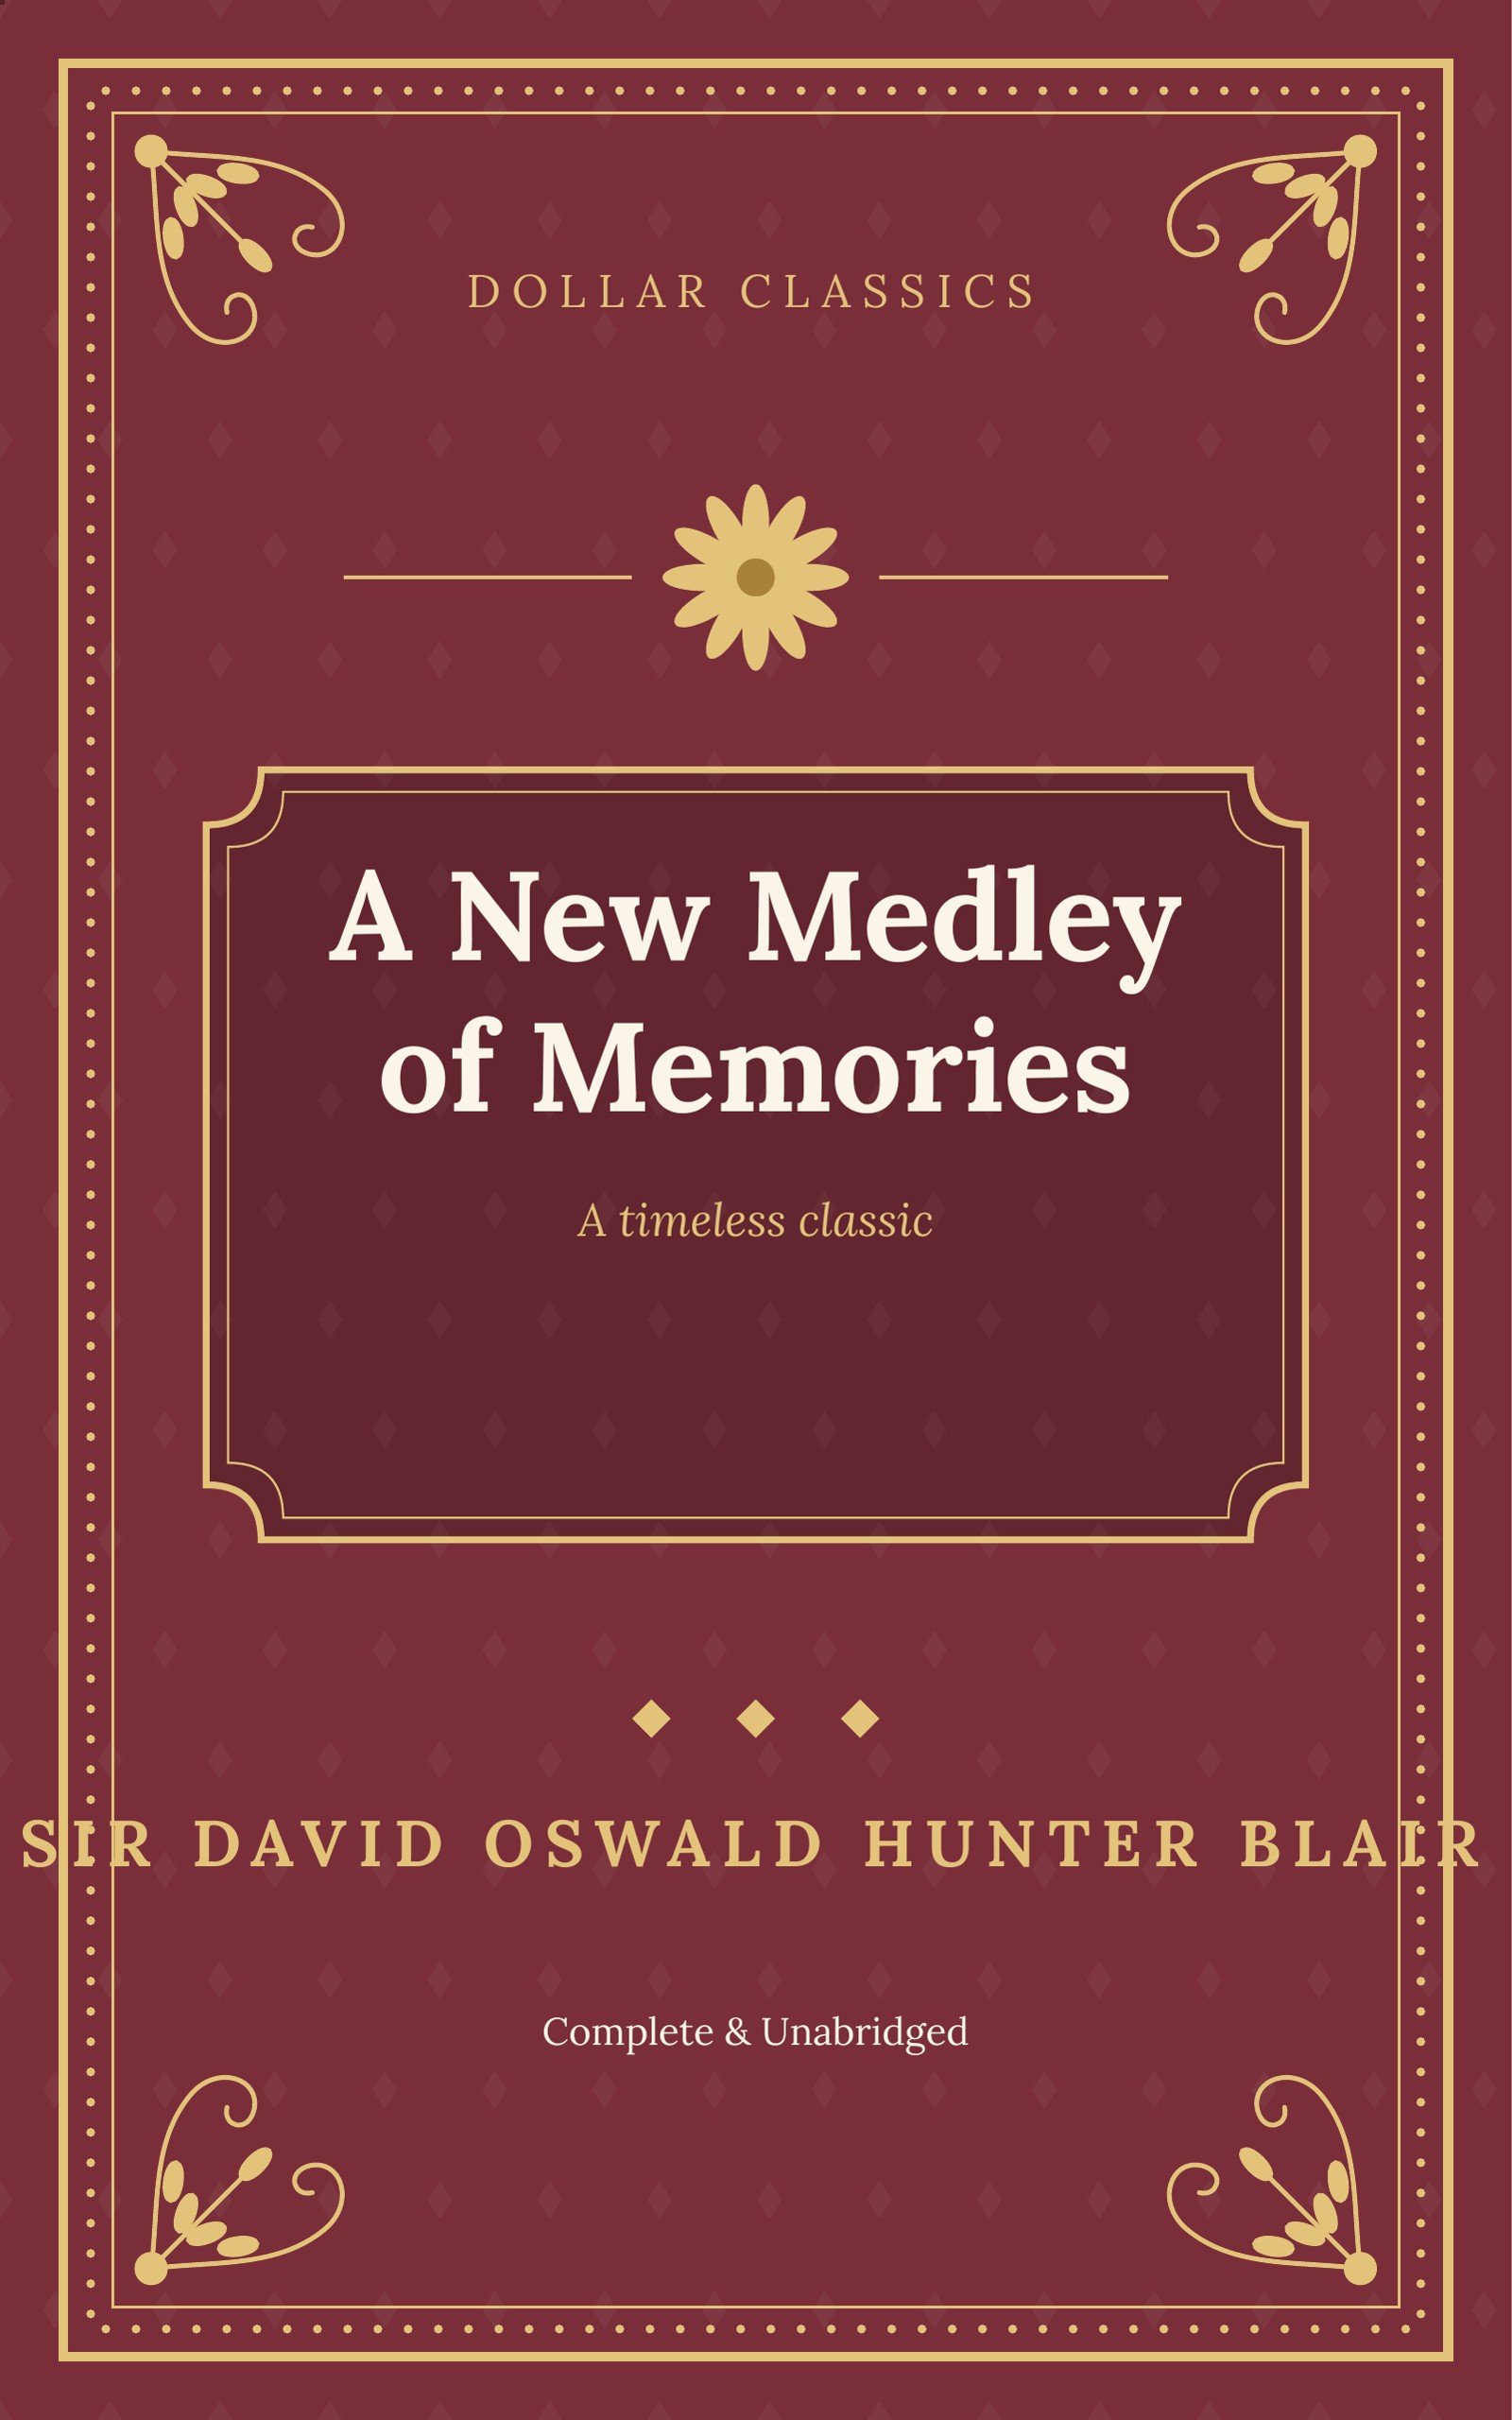 DOLLAR CLASSICS
A New Medley
of Memories
A timeless classic
SIR DAVID OSWALD HUNTER BLAIR
Complete & Unabridged